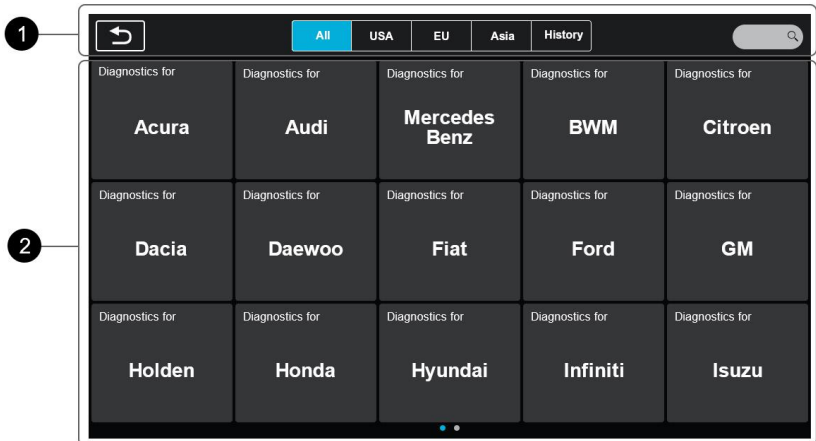 1
All USA EU Asia History
2
Diagnostics for Diagnostics for Diagnostics for Diagnostics for Diagnostics for
Acura Audi Mercedes Benz BWM Citroen
Diagnostics for Diagnostics for Diagnostics for Diagnostics for Diagnostics for
Dacia Daewoo Fiat Ford GM
Diagnostics for Diagnostics for Diagnostics for Diagnostics for Diagnostics for
Holden Honda Hyundai Infiniti Isuzu